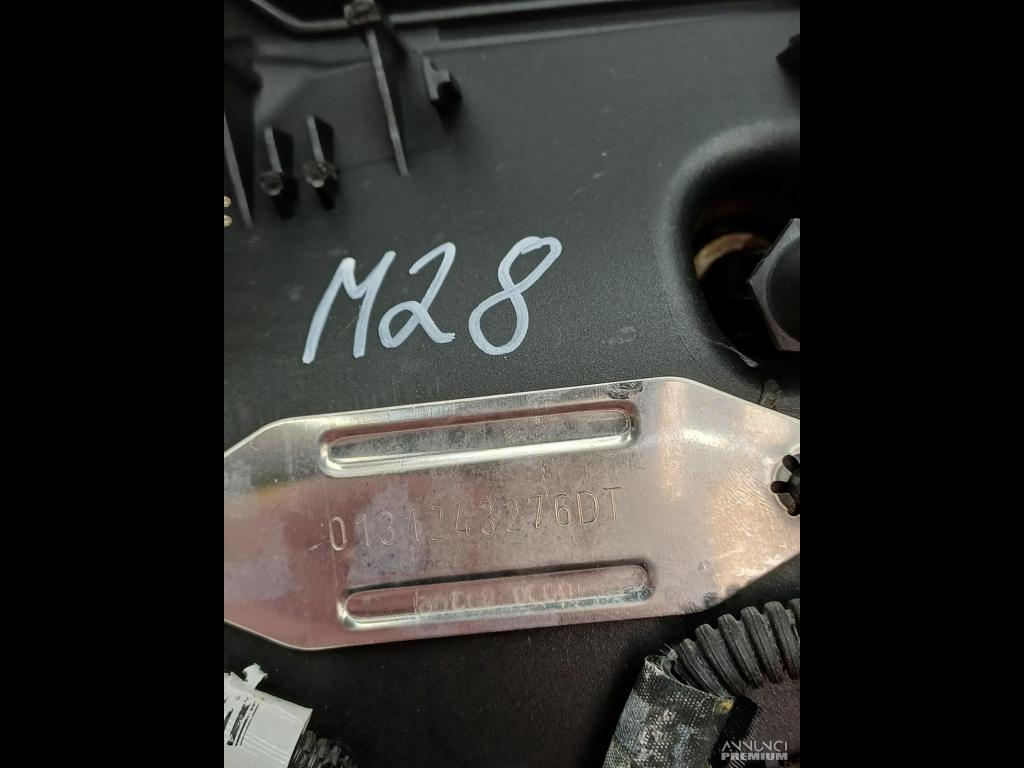 M28
0131243276DT
ANNUNCI
PREMIUM